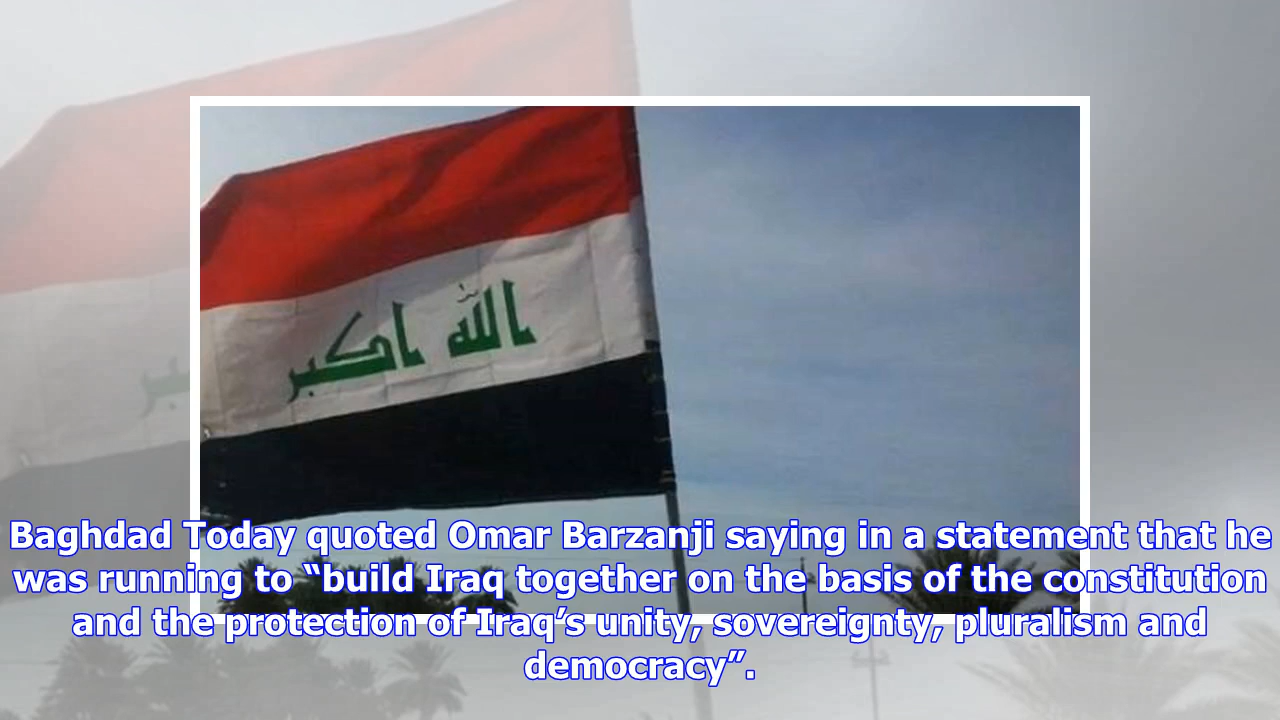 الله اكبر
Baghdad Today quoted Omar Barzanji saying in a statement that he
was running to “build Iraq together on the basis of the constitution
and the protection of Iraq’s unity, sovereignty, pluralism and
democracy”.